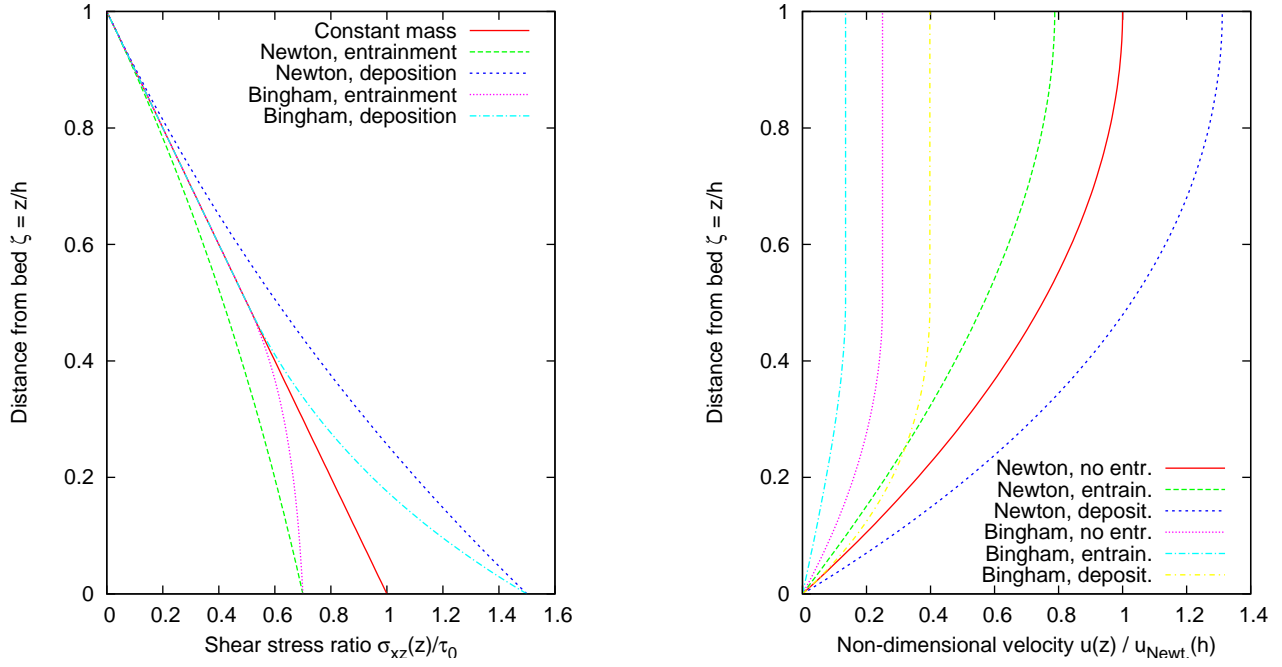 1
0.8
0.6
0.4
0.2
0
0 0.2 0.4 0.6 0.8 1 1.2 1.4 1.6
Distance from bed ζ = z/h
Shear stress ratio σxz(z)/τ0
Constant mass
Newton, entrainment
Newton, deposition
Bingham, entrainment
Bingham, deposition
1
0.8
0.6
0.4
0.2
0
0 0.2 0.4 0.6 0.8 1 1.2 1.4
Distance from bed ζ = z/h
Non-dimensional velocity u(z) / uNewt.(h)
Newton, no entr.
Newton, entrain.
Newton, deposit.
Bingham, no entr.
Bingham, entrain.
Bingham, deposit.